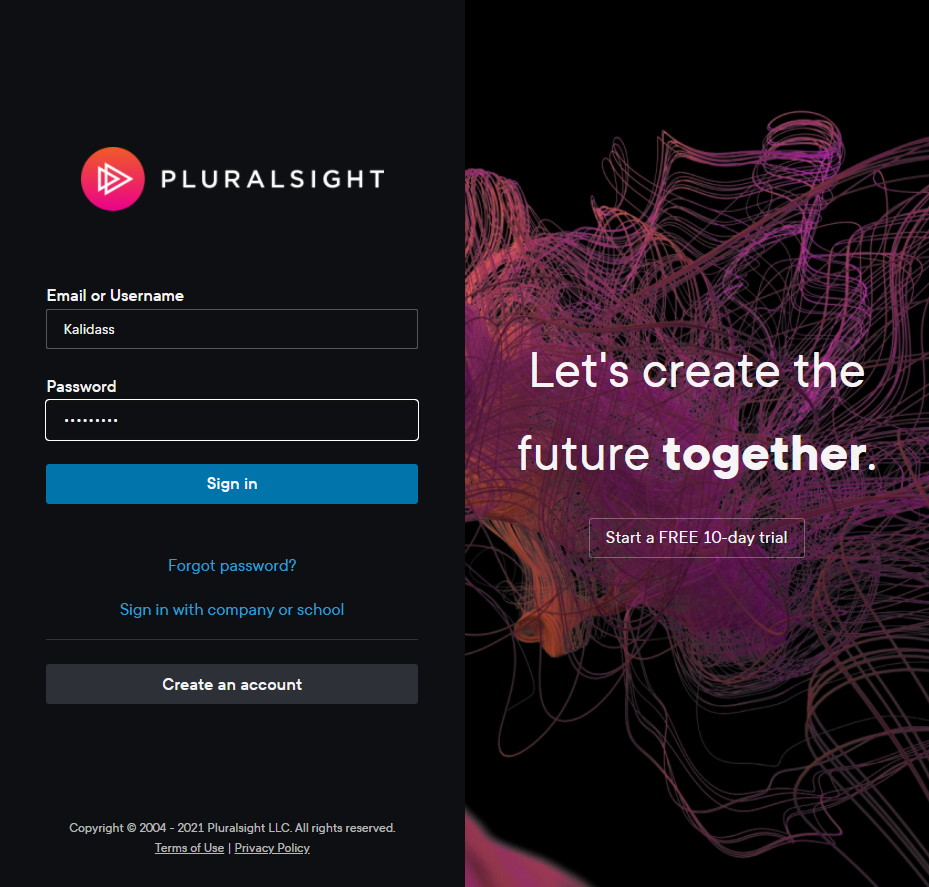 PLURALSIGHT
Email or Username
Kalidass
Password
•••••••••
Sign in
Forgot password?
Sign in with company or school
Create an account
Copyright © 2004 - 2021 Pluralsight LLC. All rights reserved.
Terms of Use | Privacy Policy
Let's create the
future together.
Start a FREE 10-day trial